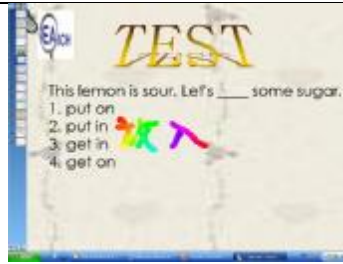 EAich
TEST
This lemon is sour. Let's ____ some sugar.
1. put on
2. put in 放入
3. get in
4. get on